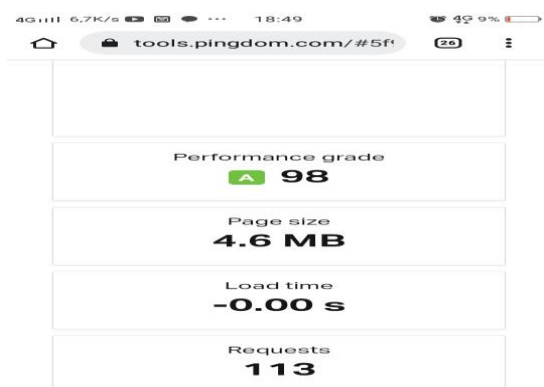 4G 6,7K/s 18:49 4G 9%
tools.pingdom.com/#5f 26
Performance grade
A 98
Page size
4.6 MB
Load time
-0.00 s
Requests
113